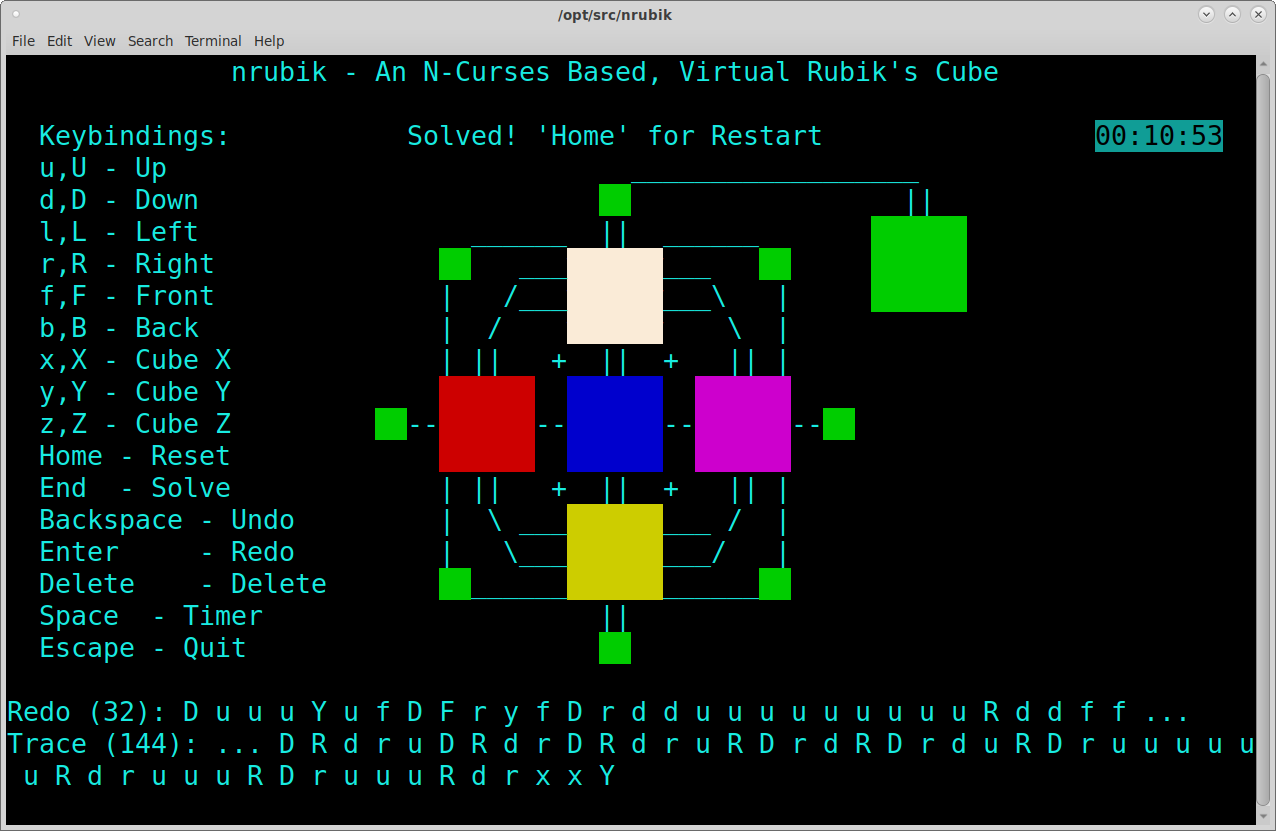 /opt/src/nrubik
File Edit View Search Terminal Help
nrubik - An N-Curses Based, Virtual Rubik's Cube
Keybindings: Solved! 'Home' for Restart 00:10:53
u,U - Up
d,D - Down
l,L - Left
r,R - Right
f,F - Front
b,B - Back
x,X - Cube X
y,Y - Cube Y
z,Z - Cube Z
Home - Reset
End  - Solve
Backspace - Undo
Enter     - Redo
Delete    - Delete
Space  - Timer
Escape - Quit
Redo (32): D u u u Y u f D F r y f D r d d u u u u u u u u u R d d f f ...
Trace (144): ... D R d r u D R d r D R d r u R D r d R D r d u R D r u u u u u
u R d r u u u R D r u u u R d r x x Y